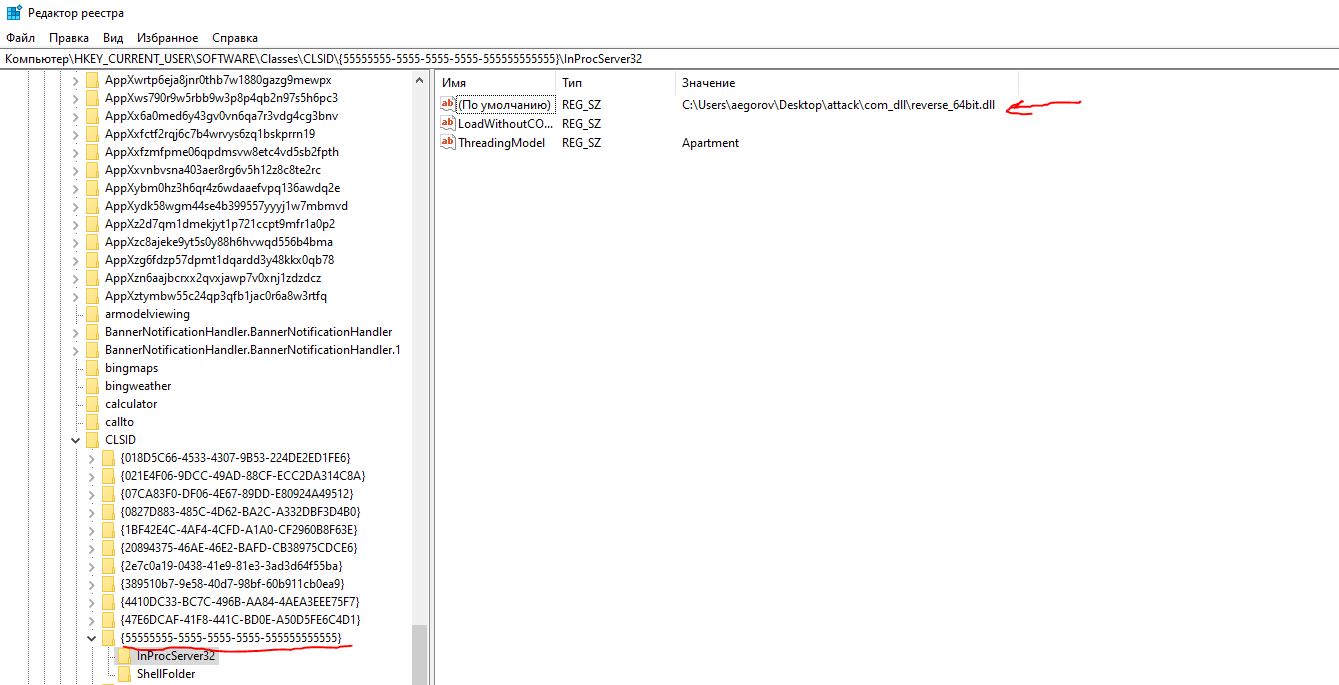 Редактор реестра
Файл Правка Вид Избранное Справка
Компьютер\HKEY_CURRENT_USER\SOFTWARE\Classes\CLSID\{55555555-5555-5555-5555-555555555555}\InProcServer32
AppXwrtp6eja8jnr0thb7w1880gazg9mewpx
AppXws790r9w5rbb9w3p8p4qb2n97s5h6pc3
AppXx6a0med6y43gv0vn6qa7r3vdg4cg3bnv
AppXxfctf2rqj6c7b4wrvys6zq1bskprrn19
AppXxfzmfpme06qpdmsvw8etc4vd5sb2fpth
AppXxvnbvsna403aer8rg6v5h12z8c8te2rc
AppXybm0hz3h6qr4z6wdaaefvpq136awdq2e
AppXydk58wgm44se4b399557yyyj1w7mbmvd
AppXz2d7qm1dmekjyt1p721ccpt9mfr1a0p2
AppXzc8ajeke9yt5s0y88h6hvwqd556b4bma
AppXzg6fdzp57dpmt1dqardd3y48kkx0qb78
AppXzn6aajbcrxx2qvxjawp7v0xnj1zdzdcz
AppXztymbw55c24qp3qfb1jac0r6a8w3rtfq
armodelviewing
BannerNotificationHandler.BannerNotificationHandler
BannerNotificationHandler.BannerNotificationHandler.1
bingmaps
bingweather
calculator
callto
CLSID
{018D5C66-4533-4307-9B53-224DE2ED1FE6}
{021E4F06-9DCC-49AD-88CF-ECC2DA314C8A}
{07CA83F0-DF06-4E67-89DD-E80924A49512}
{0827D883-485C-4D62-BA2C-A332DBF3D4B0}
{1BF42E4C-4AF4-4CFD-A1A0-CF2960B8F63E}
{20894375-46AE-46E2-BAFD-CB38975CDCE6}
{2e7c0a19-0438-41e9-81e3-3ad3d64f55ba}
{389510b7-9e58-40d7-98bf-60b911cb0ea9}
{4410DC33-BC7C-496B-AA84-4AEA3EEE75F7}
{47E6DCAF-41F8-441C-BD0E-A50D5FE6C4D1}
{55555555-5555-5555-5555-555555555555}
InProcServer32
ShellFolder
Имя Тип Значение
(По умолчанию) REG_SZ C:\Users\aegorov\Desktop\attack\com_dll\reverse_64bit.dll
LoadWithoutCO... REG_SZ
ThreadingModel REG_SZ Apartment